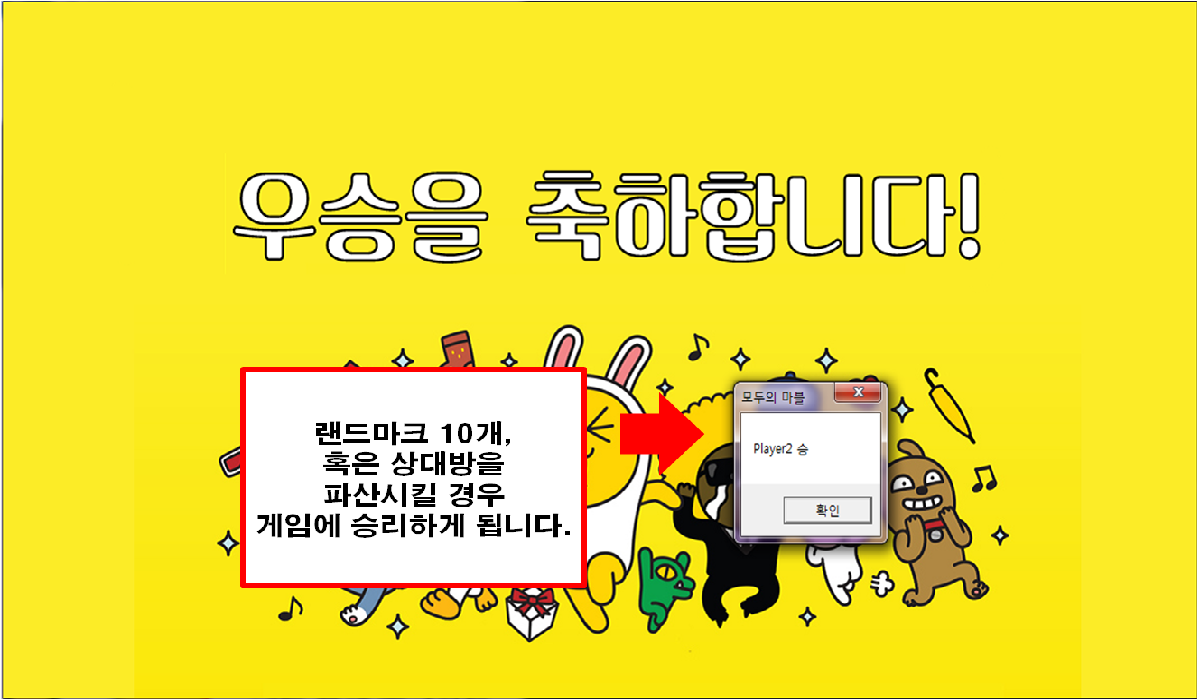 우승을 축하합니다!
랜드마크 10개,
혹은 상대방을
파산시킬 경우
게임에 승리하게 됩니다.
모두의 마블
Player2 승
확인